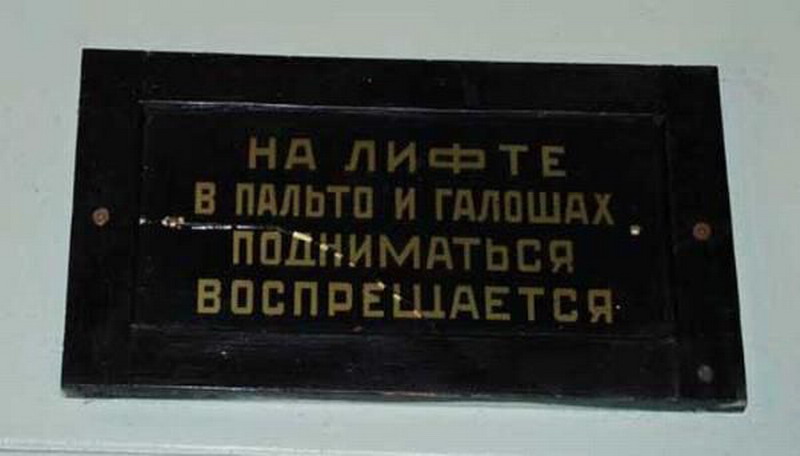 НА ЛИФТЕ
В ПАЛЬТО И ГАЛОШАХ
ПОДНИМАТЬСЯ
ВОСПРЕЩАЕТСЯ